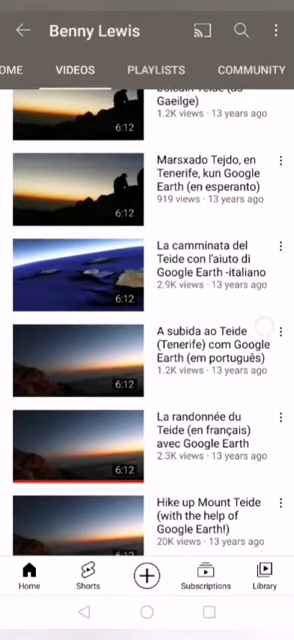 Benny Lewis
OME VIDEOS PLAYLISTS COMMUNITY
Gaeilge)
1.2K views · 13 years ago
6:12
Marsxado Tejdo, en
Tenerife, kun Google
Earth (en esperanto)
919 views · 13 years ago
6:12
La camminata del
Teide con l'aiuto di
Google Earth -italiano
2.9K views · 13 years ago
6:12
A subida ao Teide
(Tenerife) com Google
Earth (em português)
1.2K views · 13 years ago
6:12
La randonnée du
Teide (en français)
avec Google Earth
2.3K views · 13 years ago
6:12
Hike up Mount Teide
(with the help of
Google Earth!)
20K views · 13 years ago
6:12
Home Shorts Subscriptions Library